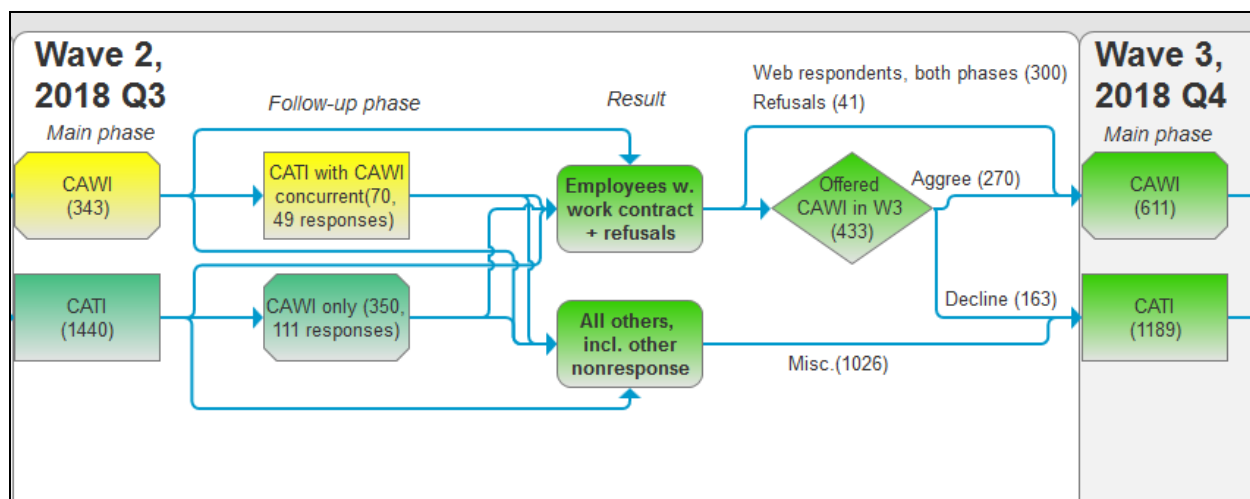 Wave 2,
2018 Q3
Main phase
Follow-up phase
Result
Web respondents, both phases (300)
Refusals (41)
Wave 3,
2018 Q4
Main phase
CAWI
(343)
CATI with CAWI
concurrent(70,
49 responses)
Employees w.
work contract
+ refusals
Offered
CAWI in W3
(433)
Aggree (270)
CAWI
(611)
CATI
(1440)
CAWI only (350,
111 responses)
All others,
incl. other
nonresponse
Decline (163)
Misc.(1026)
CATI
(1189)